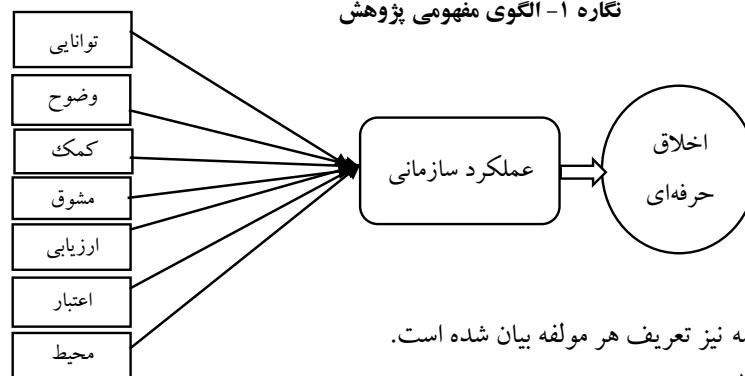 نگاره ۱- الگوی مفهومی پژوهش
توانایی
وضوح
کمک
مشوق
ارزیابی
اعتبار
محیط
عملکرد سازمانی
اخلاق
حرفه‌ای
نیز تعریف هر مولفه بیان شده است.